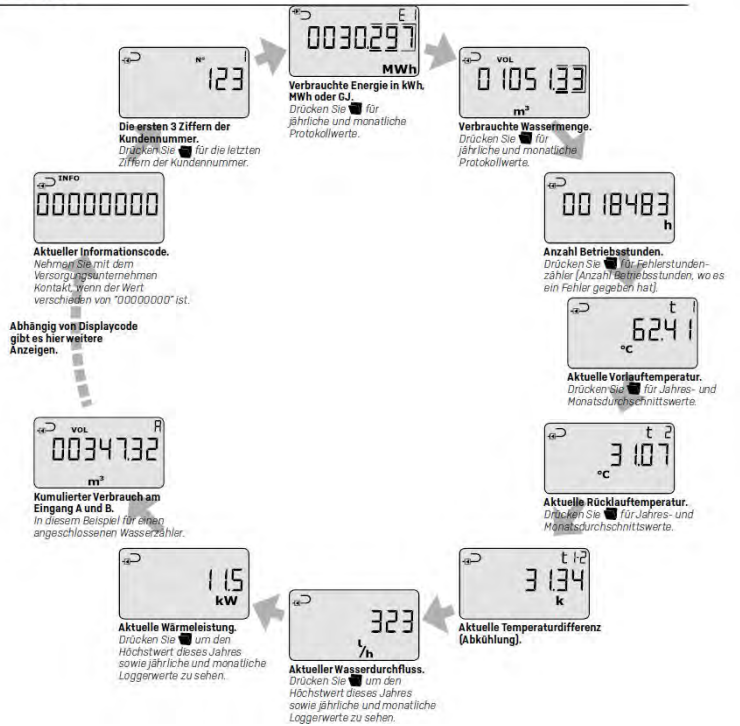 E1
0030.297
MWh
Verbrauchte Energie in kWh,
MWh oder GJ.
Drücken Sie für
jährliche und monatliche
Protokollwerte.
VOL
01051.33
m³
Verbrauchte Wassermenge.
Drücken Sie für
jährliche und monatliche
Protokollwerte.
0018483
h
Anzahl Betriebsstunden.
Drücken Sie für Fehlerstunden-
zähler (Anzahl Betriebsstunden, wo es
ein Fehler gegeben hat).
t 1
62.41
°C
Aktuelle Vorlauftemperatur.
Drücken Sie für Jahres- und
Monatsdurchschnittswerte.
t 2
31.07
°C
Aktuelle Rücklauftemperatur.
Drücken Sie für Jahres- und
Monatsdurchschnittswerte.
t1-2
31.34
k
Aktuelle Temperaturdifferenz
(Abkühlung).
323
l/h
Aktueller Wasserdurchfluss.
Drücken Sie um den
Höchstwert dieses Jahres
sowie jährliche und monatliche
Loggerwerte zu sehen.
11.5
kW
Aktuelle Wärmeleistung.
Drücken Sie um den
Höchstwert dieses Jahres
sowie jährliche und monatliche
Loggerwerte zu sehen.
VOL A
00347.32
m³
Kumulierter Verbrauch am
Eingang A und B.
In diesem Beispiel für einen
angeschlossenen Wasserzähler.
Abhängig von Displaycode
gibt es hier weitere
Anzeigen.
INFO
00000000
Aktueller Informationscode.
Nehmen Sie mit dem
Versorgungsunternehmen
Kontakt, wenn der Wert
verschieden von "00000000" ist.
N° 1
123
Die ersten 3 Ziffern der
Kundennummer.
Drücken Sie für die letzten
Ziffern der Kundennummer.